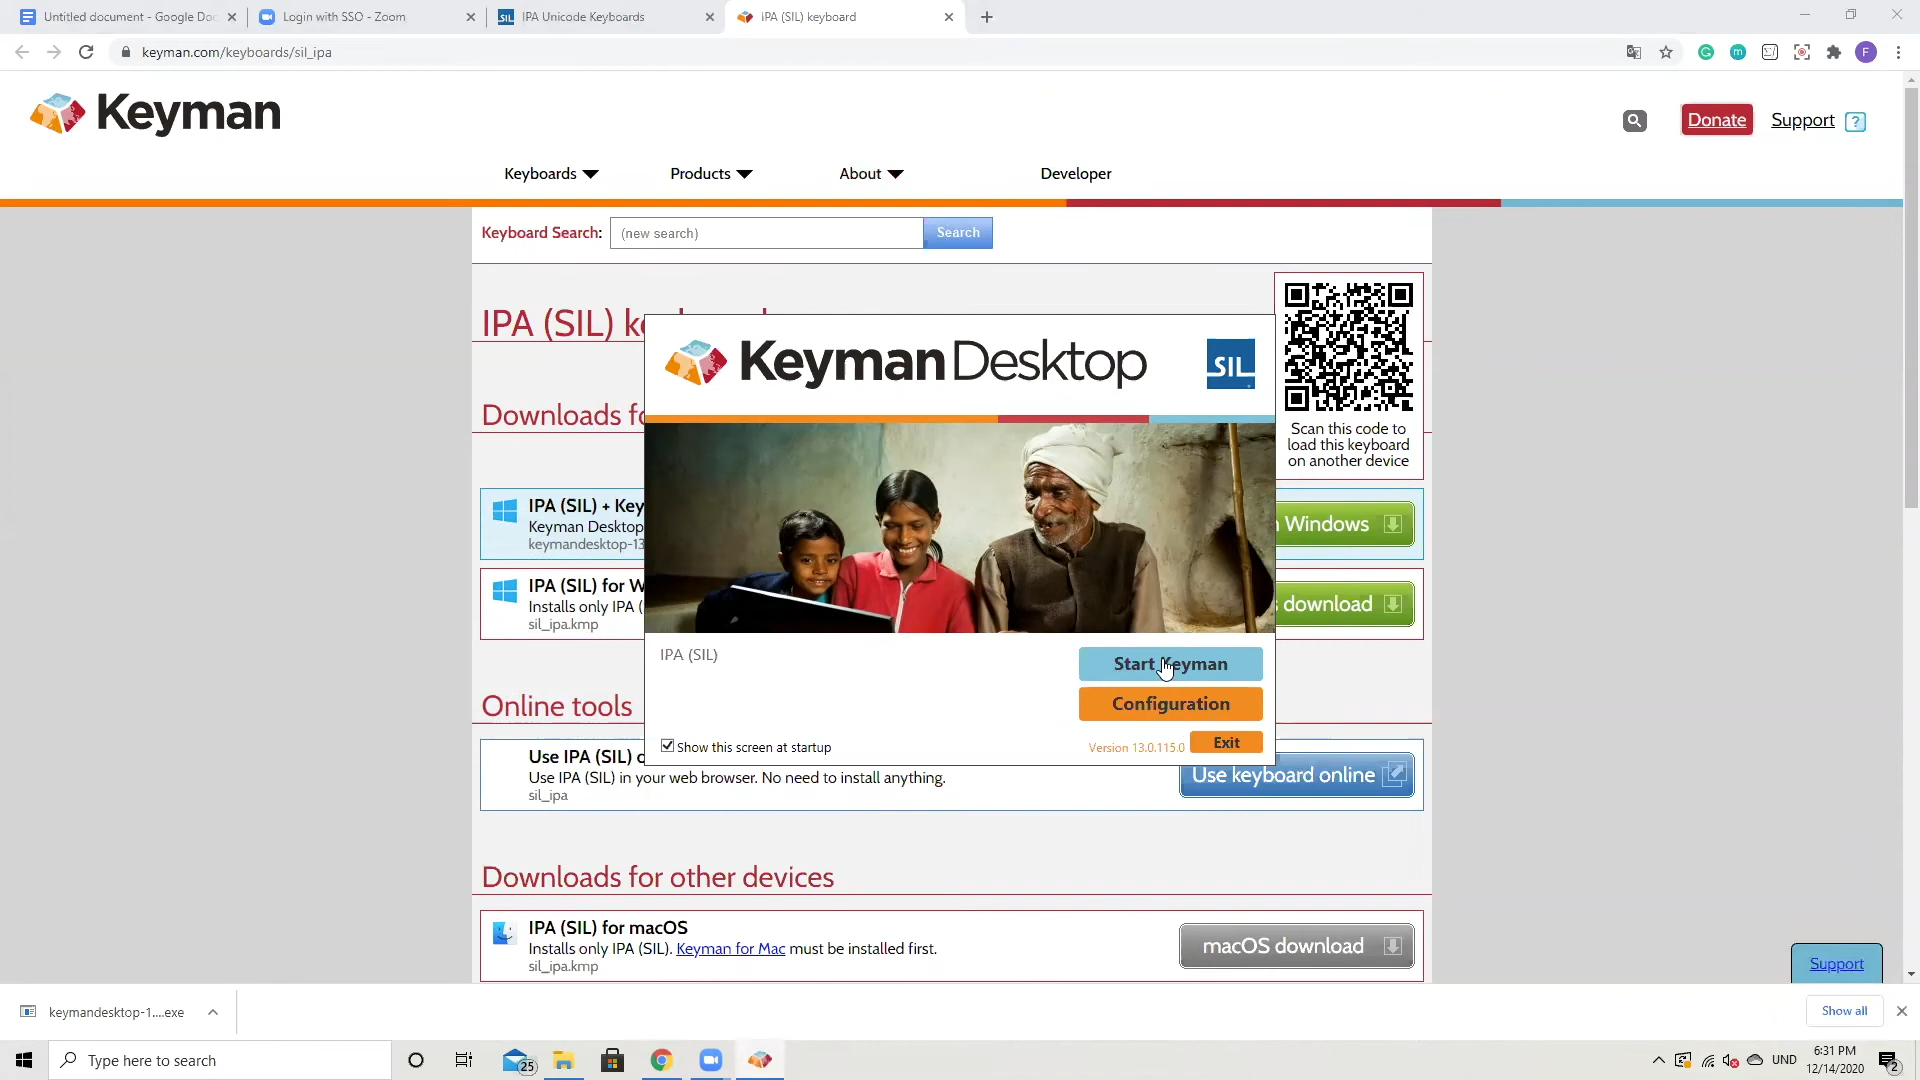 Untitled document - Google Doc
Login with SSO - Zoom
SIL
IPA Unicode Keyboards
IPA (SIL) keyboard
keyman.com/keyboards/sil_ipa
F
Keyman
Donate
Support
?
Keyboards
Products
About
Developer
Keyboard Search:
(new search)
Search
IPA (SIL) k
Scan this code to
load this keyboard
on another device
Keyman Desktop
SIL
Downloads fo
IPA (SIL) + Key
Keyman Desktop
keymandesktop-13
Windows
IPA (SIL) for W
Installs only IPA (
sil_ipa.kmp
s download
IPA (SIL)
Start Keyman
Configuration
Show this screen at startup
Version 13.0.115.0
Exit
Online tools
Use IPA (SIL) o
Use IPA (SIL) in your web browser. No need to install anything.
sil_ipa
Use keyboard online
Downloads for other devices
IPA (SIL) for macOS
Installs only IPA (SIL). Keyman for Mac must be installed first.
sil_ipa.kmp
macOS download
Support
keymandesktop-1....exe
Show all
Type here to search
25
UND
6:31 PM
12/14/2020
2